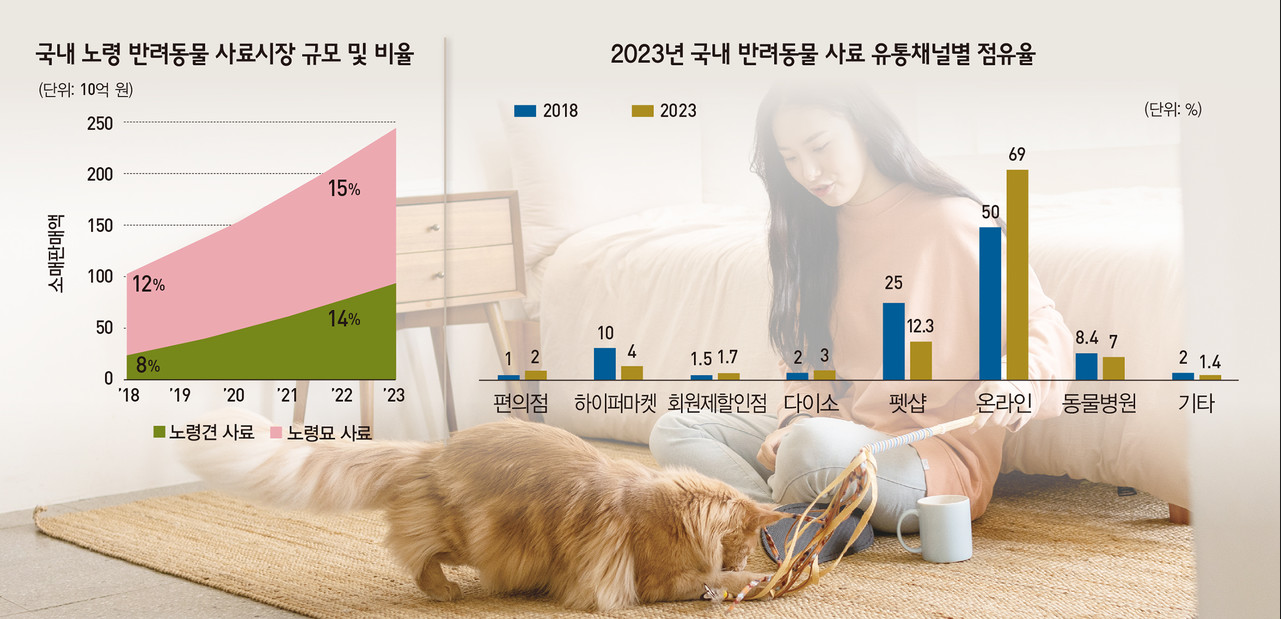 국내 노령 반려동물 사료시장 규모 및 비율
(단위: 10억 원)
250
200
150
100
50
0
소매판매액
15%
12%
14%
8%
'18 '19 '20 '21 '22 '23
노령견 사료 노령묘 사료
2023년 국내 반려동물 사료 유통채널별 점유율
2018 2023
(단위: %)
1 2
10 4
1.5 1.7
2 3
25 12.3
50 69
8.4 7
2 1.4
편의점 하이퍼마켓 회원제할인점 다이소 펫샵 온라인 동물병원 기타